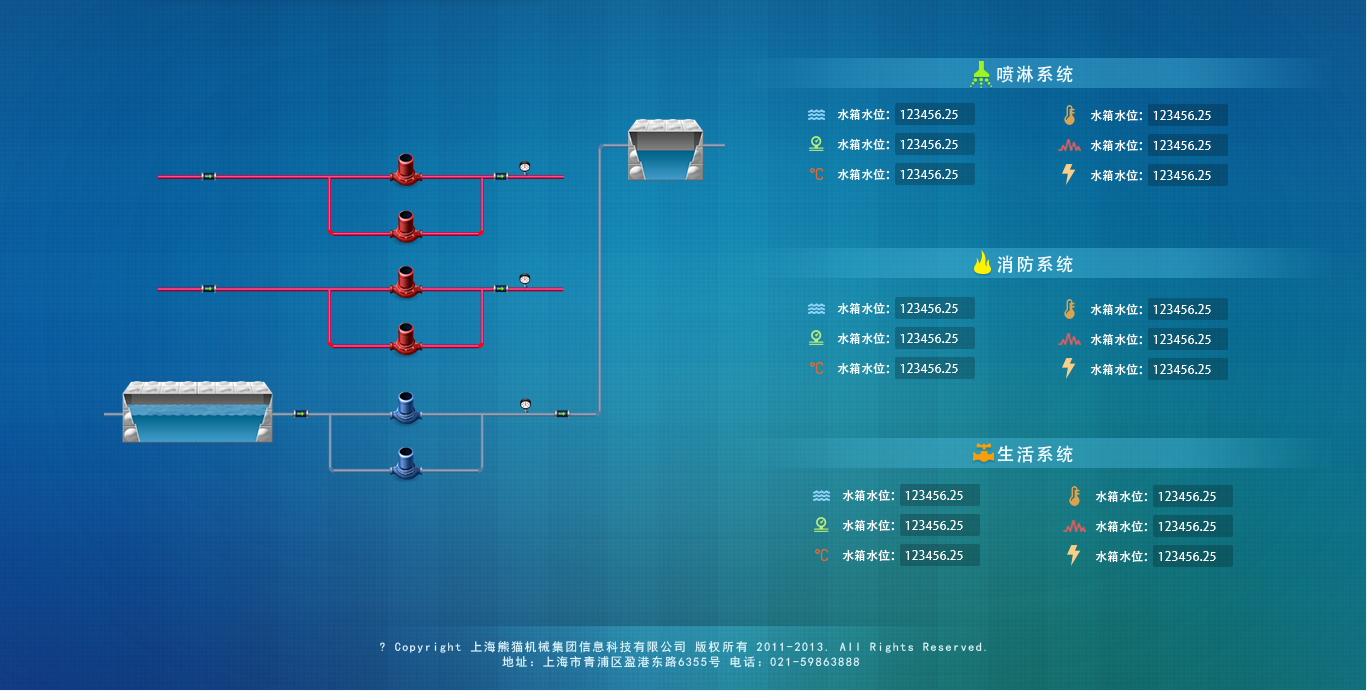 喷淋系统
水箱水位: 123456.25 水箱水位: 123456.25
水箱水位: 123456.25 水箱水位: 123456.25
℃ 水箱水位: 123456.25 水箱水位: 123456.25
消防系统
水箱水位: 123456.25 水箱水位: 123456.25
水箱水位: 123456.25 水箱水位: 123456.25
℃ 水箱水位: 123456.25 水箱水位: 123456.25
生活系统
水箱水位: 123456.25 水箱水位: 123456.25
水箱水位: 123456.25 水箱水位: 123456.25
℃ 水箱水位: 123456.25 水箱水位: 123456.25
? Copyright 上海熊猫机械集团信息科技有限公司 版权所有 2011-2013. All Rights Reserved.
地址: 上海市青浦区盈港东路6355号 电话: 021-59863888